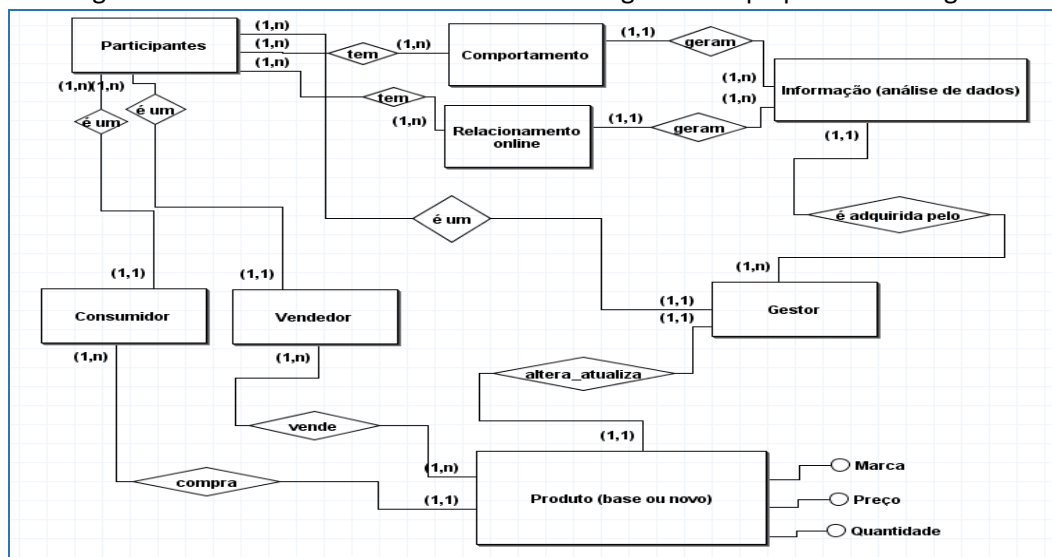 (1,n)
(1,1)
Participantes
(1,n)
(1,n)
Comportamento
geram
tem
(1,n)
(1,n)
Informação (análise de dados)
(1,n)(1,n)
tem
(1,n)
é um
é um
(1,n)
Relacionamento
online
(1,1)
geram
(1,1)
é um
é adquirida pelo
(1,1)
(1,1)
(1,n)
Consumidor
Vendedor
(1,1)
(1,1)
Gestor
(1,n)
(1,n)
altera_atualiza
vende
(1,1)
(1,n)
Marca
compra
(1,1)
Produto (base ou novo)
Preço
Quantidade